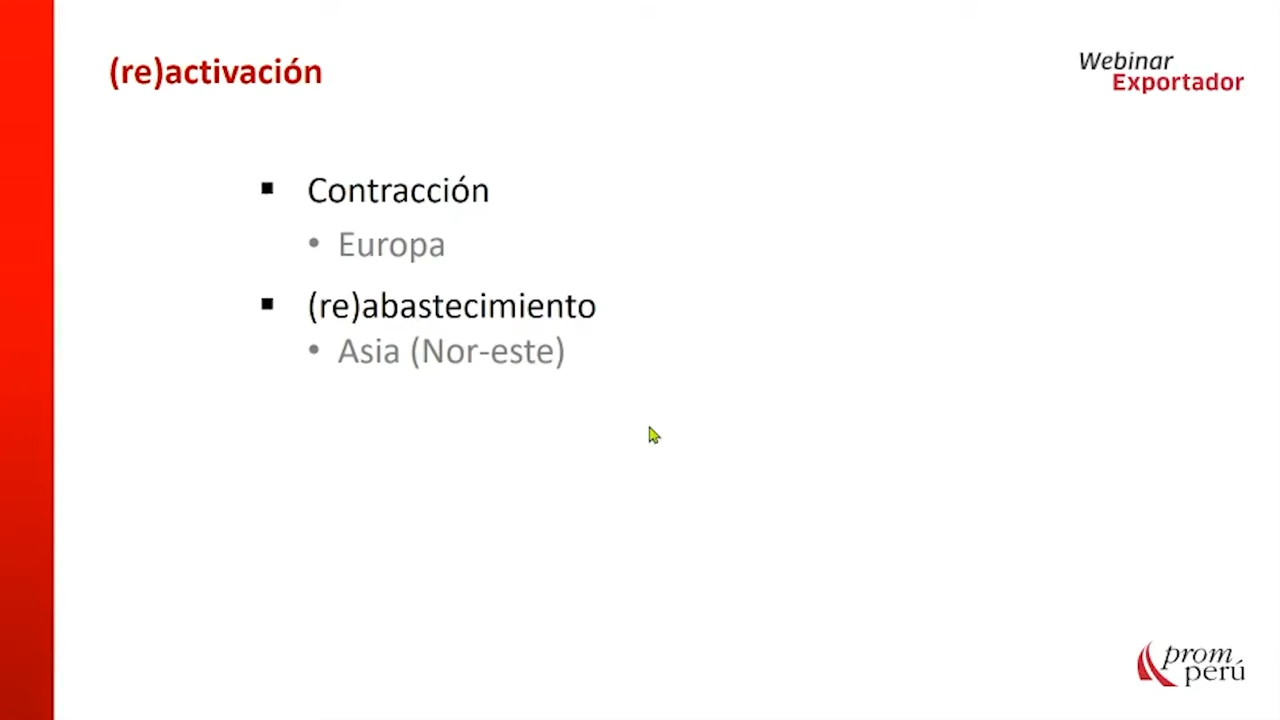 (re)activación
Webinar
Exportador
▪ Contracción
• Europa
▪ (re)abastecimiento
• Asia (Nor-este)
prom
perú